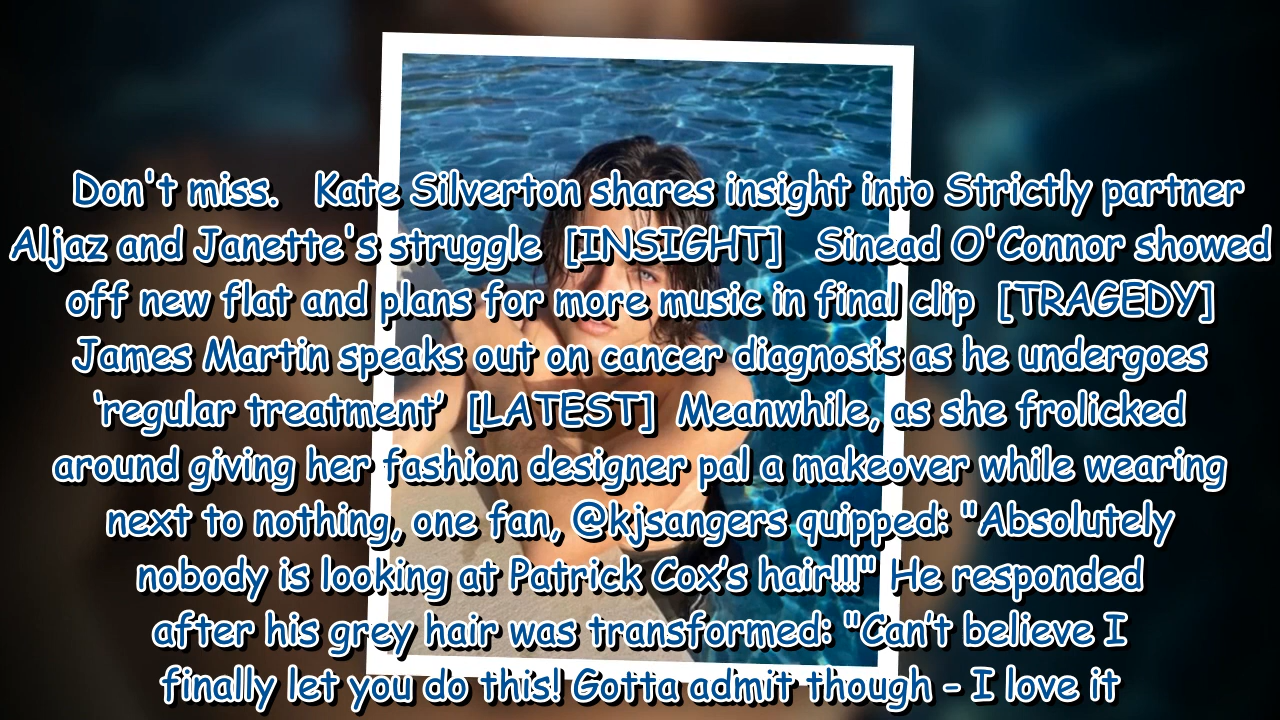 Don't miss.   Kate Silverton shares insight into Strictly partner
Aljaz and Janette's struggle  [INSIGHT]   Sinead O'Connor showed
off new flat and plans for more music in final clip  [TRAGEDY]
James Martin speaks out on cancer diagnosis as he undergoes
‘regular treatment’  [LATEST]  Meanwhile, as she frolicked
around giving her fashion designer pal a makeover while wearing
next to nothing, one fan, @kjsangers quipped: "Absolutely
nobody is looking at Patrick Cox’s hair!!!" He responded
after his grey hair was transformed: "Can’t believe I
finally let you do this! Gotta admit though – I love it